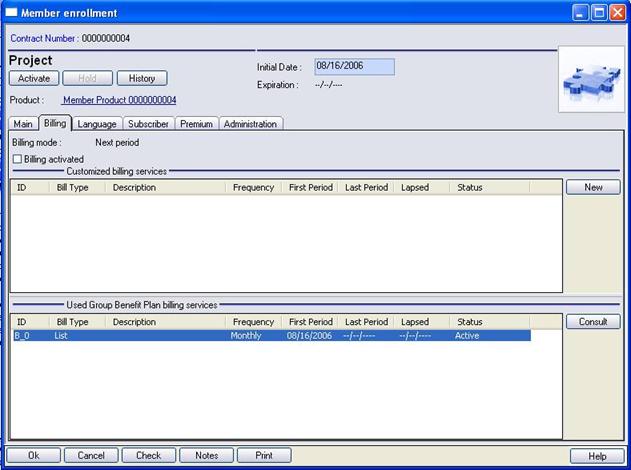 Member enrollment
Contract Number : 0000000004
Project
Initial Date : 08/16/2006
Activate Hold History
Expiration : --/--/----
Product : Member Product 0000000004
Main Billing Language Subscriber Premium Administration
Billing mode : Next period
Billing activated
Customized billing services
ID Bill Type Description Frequency First Period Last Period Lapsed Status
New
Used Group Benefit Plan billing services
ID Bill Type Description Frequency First Period Last Period Lapsed Status
Consult
B_0 List Monthly 08/16/2006 --/--/---- --/--/---- Active
Ok Cancel Check Notes Print Help